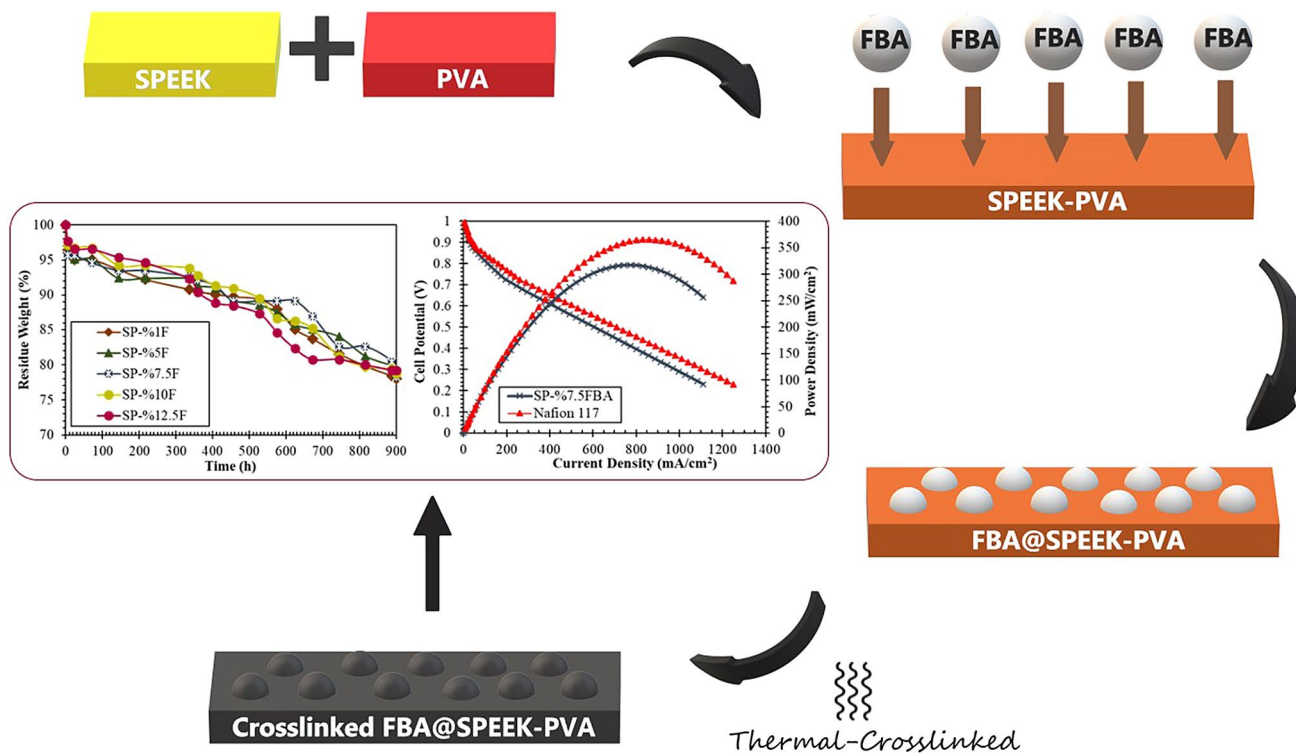 SPEEK
PVA
FBA
FBA
FBA
FBA
FBA
SPEEK-PVA
100
95
90
85
80
75
70
Residue Weight (%)
SP-%1F
SP-%5F
SP-%7.5F
SP-%10F
SP-%12.5F
0 100 200 300 400 500 600 700 800 900
Time (h)
1
0.9
0.8
0.7
0.6
0.5
0.4
0.3
0.2
0.1
0
Cell Potential (V)
SP-%7.5FBA
Nafion 117
400
350
300
250
200
150
100
50
0
Power Density (mW/cm²)
0 200 400 600 800 1000 1200 1400
Current Density (mA/cm²)
FBA@SPEEK-PVA
Thermal-Crosslinked
Crosslinked FBA@SPEEK-PVA